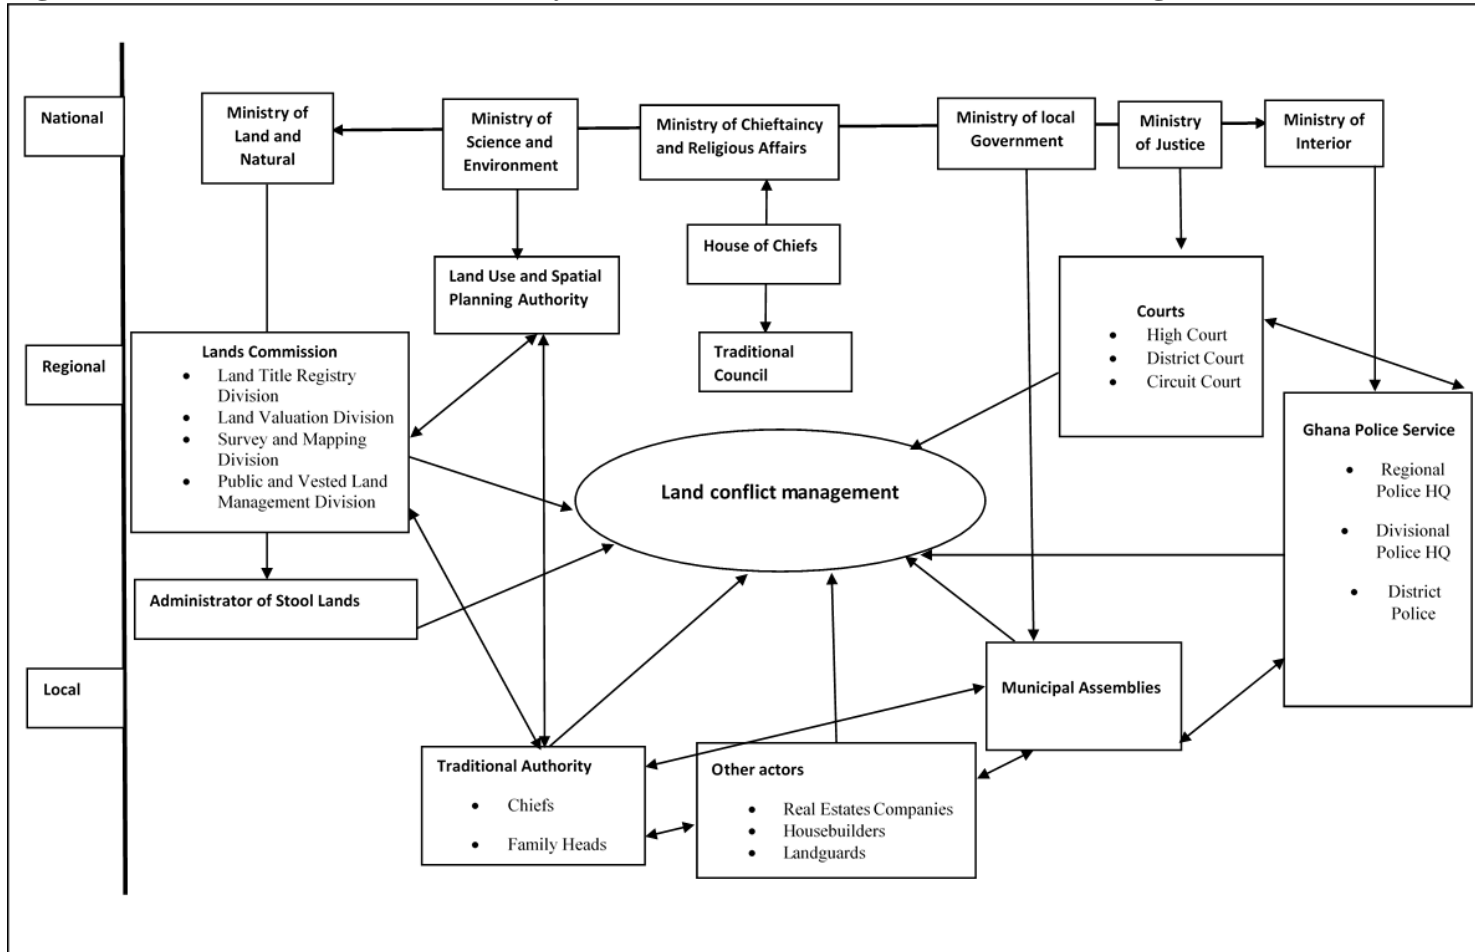 National
Ministry of
Land and
Natural
Ministry of
Science and
Environment
Ministry of Chieftaincy
and Religious Affairs
Ministry of local
Government
Ministry
of Justice
Ministry of
Interior
House of Chiefs
Land Use and Spatial
Planning Authority
Regional
Lands Commission
• Land Title Registry
Division
• Land Valuation Division
• Survey and Mapping
Division
• Public and Vested Land
Management Division
Traditional
Council
Courts
• High Court
• District Court
• Circuit Court
Ghana Police Service
• Regional
Police HQ
• Divisional
Police HQ
• District
Police
Land conflict management
Administrator of Stool Lands
Local
Municipal Assemblies
Traditional Authority
• Chiefs
• Family Heads
Other actors
• Real Estates Companies
• Housebuilders
• Landguards